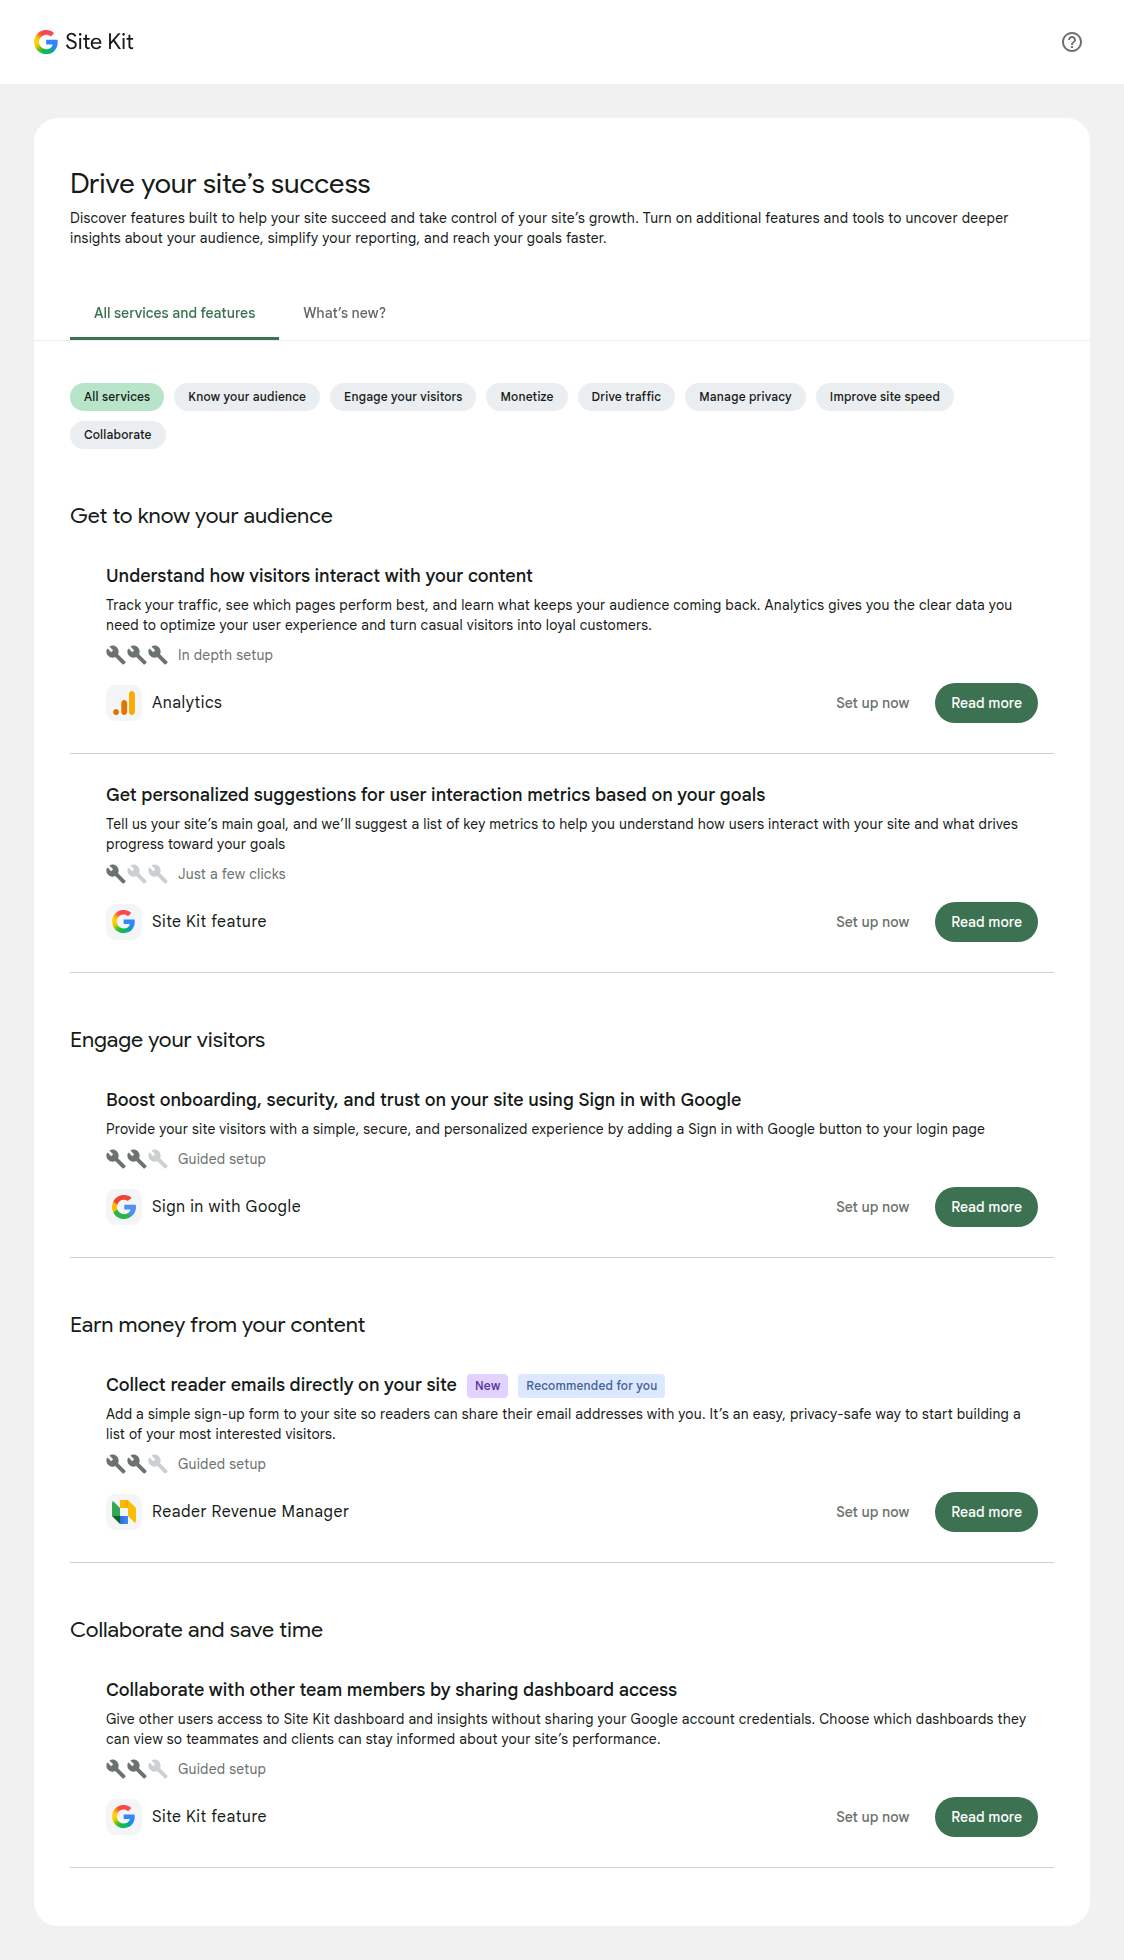 Site Kit
Drive your site’s success
Discover features built to help your site succeed and take control of your site’s growth. Turn on additional features and tools to uncover deeper
insights about your audience, simplify your reporting, and reach your goals faster.
All services and features
What’s new?
All services
Know your audience
Engage your visitors
Monetize
Drive traffic
Manage privacy
Improve site speed
Collaborate
Get to know your audience
Understand how visitors interact with your content
Track your traffic, see which pages perform best, and learn what keeps your audience coming back. Analytics gives you the clear data you
need to optimize your user experience and turn casual visitors into loyal customers.
In depth setup
Analytics
Set up now
Read more
Get personalized suggestions for user interaction metrics based on your goals
Tell us your site’s main goal, and we’ll suggest a list of key metrics to help you understand how users interact with your site and what drives
progress toward your goals
Just a few clicks
Site Kit feature
Set up now
Read more
Engage your visitors
Boost onboarding, security, and trust on your site using Sign in with Google
Provide your site visitors with a simple, secure, and personalized experience by adding a Sign in with Google button to your login page
Guided setup
Sign in with Google
Set up now
Read more
Earn money from your content
Collect reader emails directly on your site
New
Recommended for you
Add a simple sign-up form to your site so readers can share their email addresses with you. It’s an easy, privacy-safe way to start building a
list of your most interested visitors.
Guided setup
Reader Revenue Manager
Set up now
Read more
Collaborate and save time
Collaborate with other team members by sharing dashboard access
Give other users access to Site Kit dashboard and insights without sharing your Google account credentials. Choose which dashboards they
can view so teammates and clients can stay informed about your site’s performance.
Guided setup
Site Kit feature
Set up now
Read more